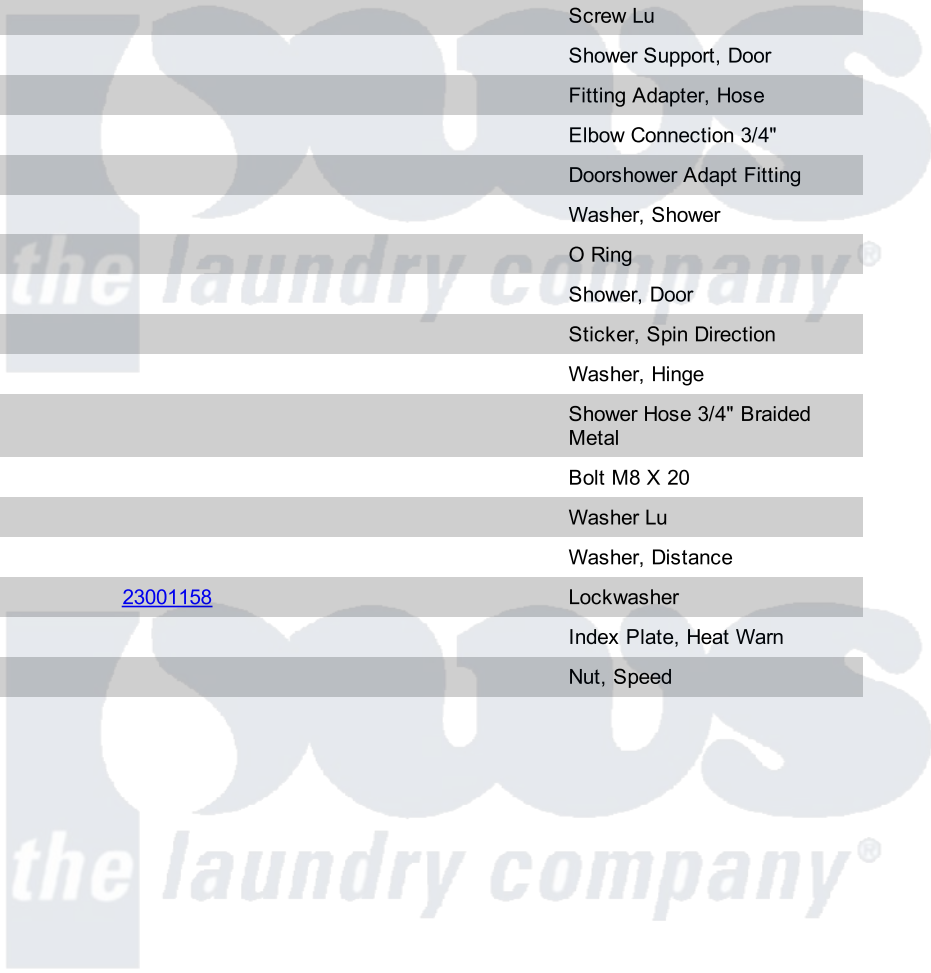 Screw Lu
Shower Support, Door
Fitting Adapter, Hose
Elbow Connection 3/4"
Doorshower Adapt Fitting
Washer, Shower
O Ring
the laundry company®
Shower, Door
Sticker, Spin Direction
Washer, Hinge
Shower Hose 3/4" Braided
Metal
Bolt M8 X 20
Washer Lu
Washer, Distance
23001158 Lockwasher
Index Plate, Heat Warn
Nut, Speed
pws
the laundry company®